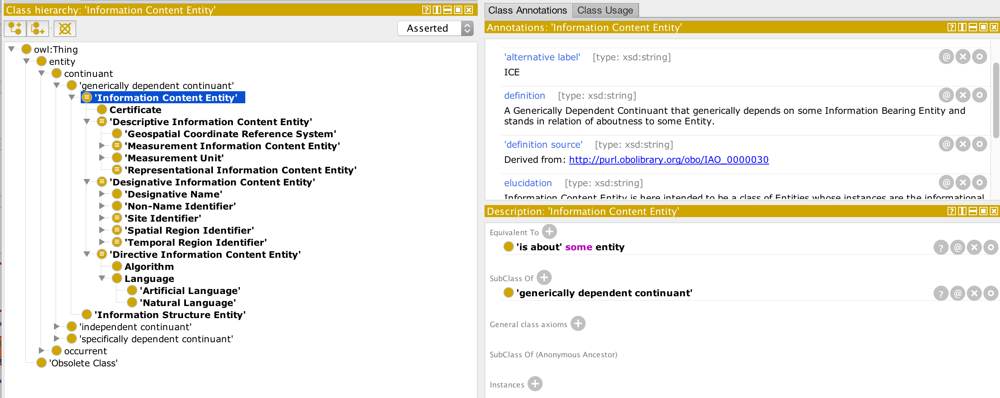 Class hierarchy: 'Information Content Entity'
Asserted
owl:Thing
entity
continuant
'generically dependent continuant'
'Information Content Entity'
Certificate
'Descriptive Information Content Entity'
'Geospatial Coordinate Reference System'
'Measurement Information Content Entity'
'Measurement Unit'
'Representational Information Content Entity'
'Designative Information Content Entity'
'Designative Name'
'Non-Name Identifier'
'Site Identifier'
'Spatial Region Identifier'
'Temporal Region Identifier'
'Directive Information Content Entity'
Algorithm
Language
'Artificial Language'
'Natural Language'
'Information Structure Entity'
'independent continuant'
'specifically dependent continuant'
occurrent
'Obsolete Class'
Class Annotations Class Usage
Annotations: 'Information Content Entity'
'alternative label' [type: xsd:string]
ICE
definition [type: xsd:string]
A Generically Dependent Continuant that generically depends on some Information Bearing Entity and
stands in relation of aboutness to some Entity.
'definition source' [type: xsd:string]
Derived from: http://purl.obolibrary.org/obo/IAO_0000030
elucidation [type: xsd:string]
Information Content Entity is here intended to be a class of Entities whose instances are the informational
Description: 'Information Content Entity'
Equivalent To
'is about' some entity
SubClass Of
'generically dependent continuant'
General class axioms
SubClass Of (Anonymous Ancestor)
Instances